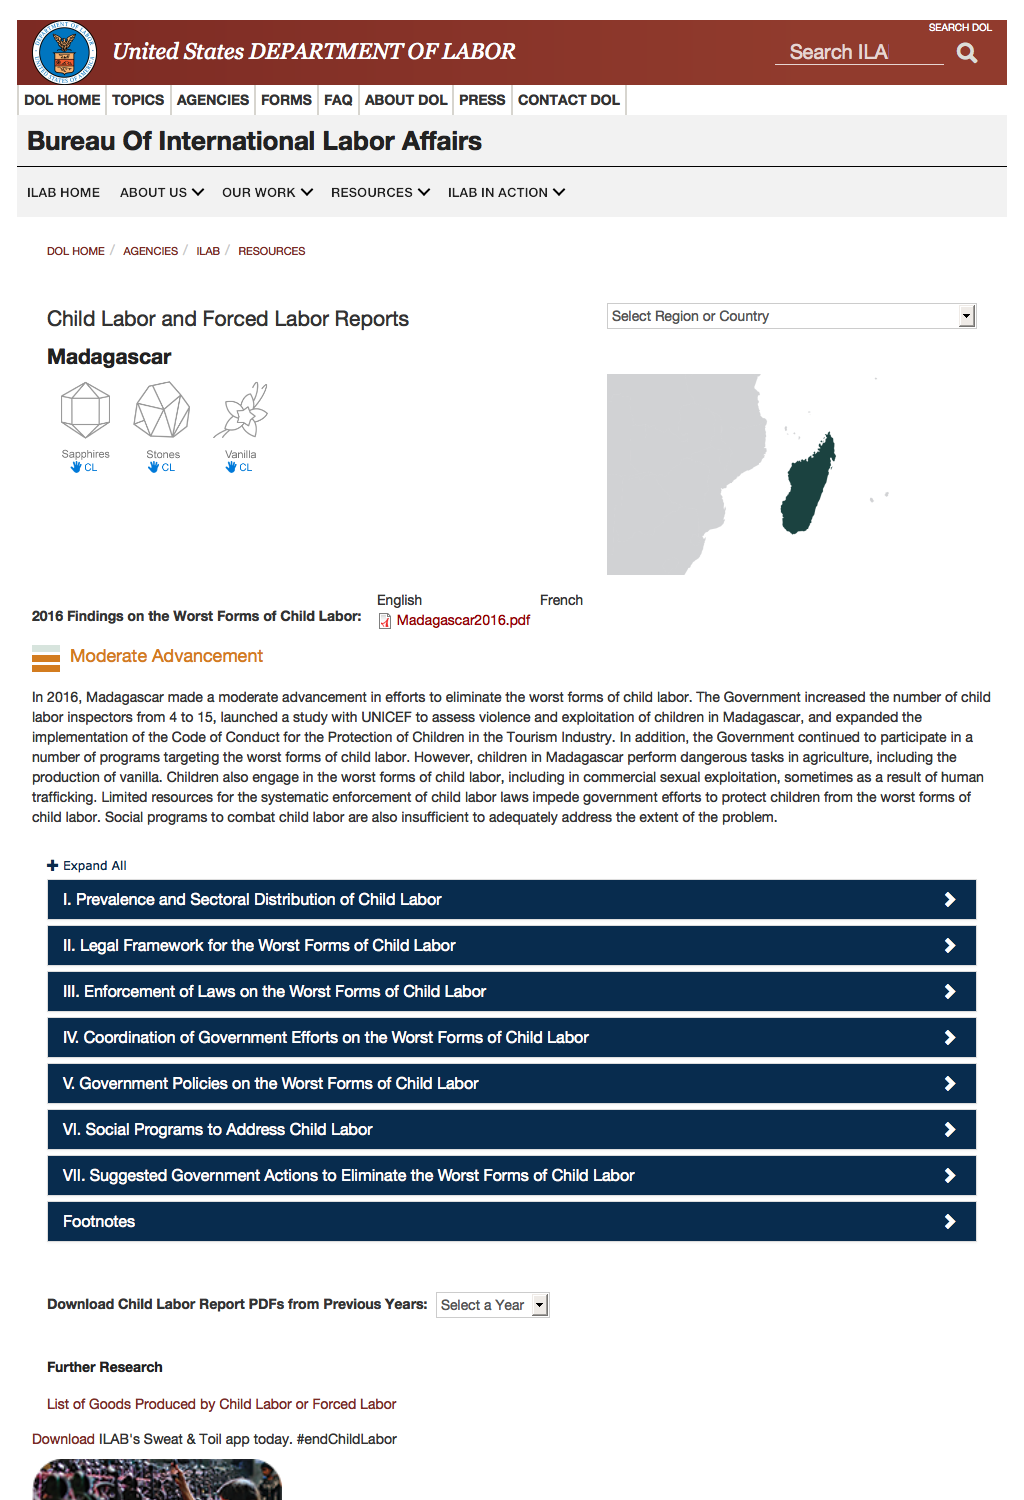 SEARCH DOL
United States DEPARTMENT OF LABOR
Search ILA
DOL HOME TOPICS AGENCIES FORMS FAQ ABOUT DOL PRESS CONTACT DOL
Bureau Of International Labor Affairs
ILAB HOME ABOUT US OUR WORK RESOURCES ILAB IN ACTION
DOL HOME / AGENCIES / ILAB / RESOURCES
Child Labor and Forced Labor Reports
Select Region or Country
Madagascar
Sapphires Stones Vanilla
CL CL CL
English French
2016 Findings on the Worst Forms of Child Labor:
Madagascar2016.pdf
Moderate Advancement
In 2016, Madagascar made a moderate advancement in efforts to eliminate the worst forms of child labor. The Government increased the number of child
labor inspectors from 4 to 15, launched a study with UNICEF to assess violence and exploitation of children in Madagascar, and expanded the
implementation of the Code of Conduct for the Protection of Children in the Tourism Industry. In addition, the Government continued to participate in a
number of programs targeting the worst forms of child labor. However, children in Madagascar perform dangerous tasks in agriculture, including the
production of vanilla. Children also engage in the worst forms of child labor, including in commercial sexual exploitation, sometimes as a result of human
trafficking. Limited resources for the systematic enforcement of child labor laws impede government efforts to protect children from the worst forms of
child labor. Social programs to combat child labor are also insufficient to adequately address the extent of the problem.
Expand All
I. Prevalence and Sectoral Distribution of Child Labor
II. Legal Framework for the Worst Forms of Child Labor
III. Enforcement of Laws on the Worst Forms of Child Labor
IV. Coordination of Government Efforts on the Worst Forms of Child Labor
V. Government Policies on the Worst Forms of Child Labor
VI. Social Programs to Address Child Labor
VII. Suggested Government Actions to Eliminate the Worst Forms of Child Labor
Footnotes
Download Child Labor Report PDFs from Previous Years: Select a Year
Further Research
List of Goods Produced by Child Labor or Forced Labor
Download ILAB's Sweat & Toil app today. #endChildLabor